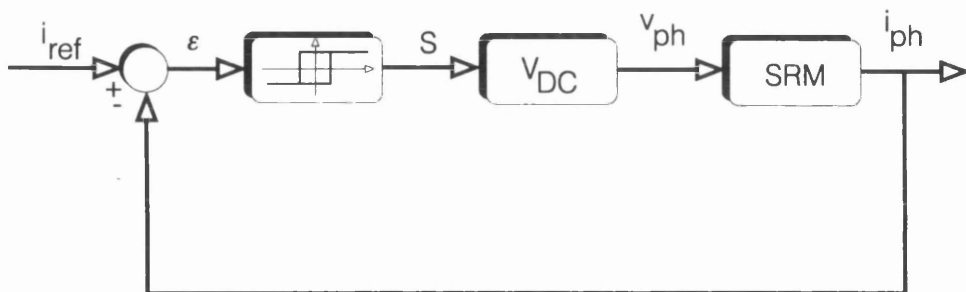 i_ref
+
-
ε
S
V_DC
v_ph
SRM
i_ph